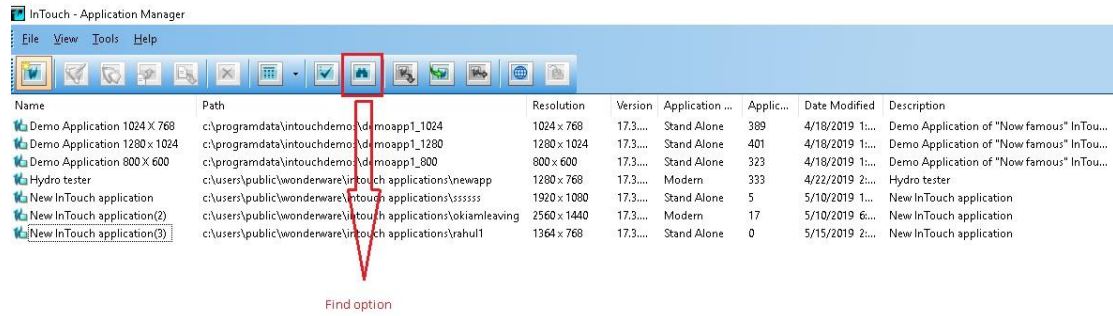 InTouch - Application Manager
File View Tools Help
Name Path Resolution Version Application ... Applic... Date Modified Description
Demo Application 1024 X 768 c:\programdata\intouchdemos\demoapp1_1024 1024 x 768 17.3.... Stand Alone 389 4/18/2019 1:... Demo Application of "Now famous" InTou...
Demo Application 1280 x 1024 c:\programdata\intouchdemos\demoapp1_1280 1280 x 1024 17.3.... Stand Alone 401 4/18/2019 1:... Demo Application of "Now famous" InTou...
Demo Application 800 X 600 c:\programdata\intouchdemos\demoapp1_800 800 x 600 17.3.... Stand Alone 323 4/18/2019 1:... Demo Application of "Now famous" InTou...
Hydro tester c:\users\public\wonderware\intouch applications\newapp 1280 x 768 17.3.... Modern 333 4/22/2019 2:... Hydro tester
New InTouch application c:\users\public\wonderware\intouch applications\ssssss 1920 x 1080 17.3.... Stand Alone 5 5/10/2019 1... New InTouch application
New InTouch application(2) c:\users\public\wonderware\intouch applications\okiamleaving 2560 x 1440 17.3.... Modern 17 5/10/2019 6:... New InTouch application
New InTouch application(3) c:\users\public\wonderware\intouch applications\rahul1 1364 x 768 17.3.... Stand Alone 0 5/15/2019 2:... New InTouch application
Find option